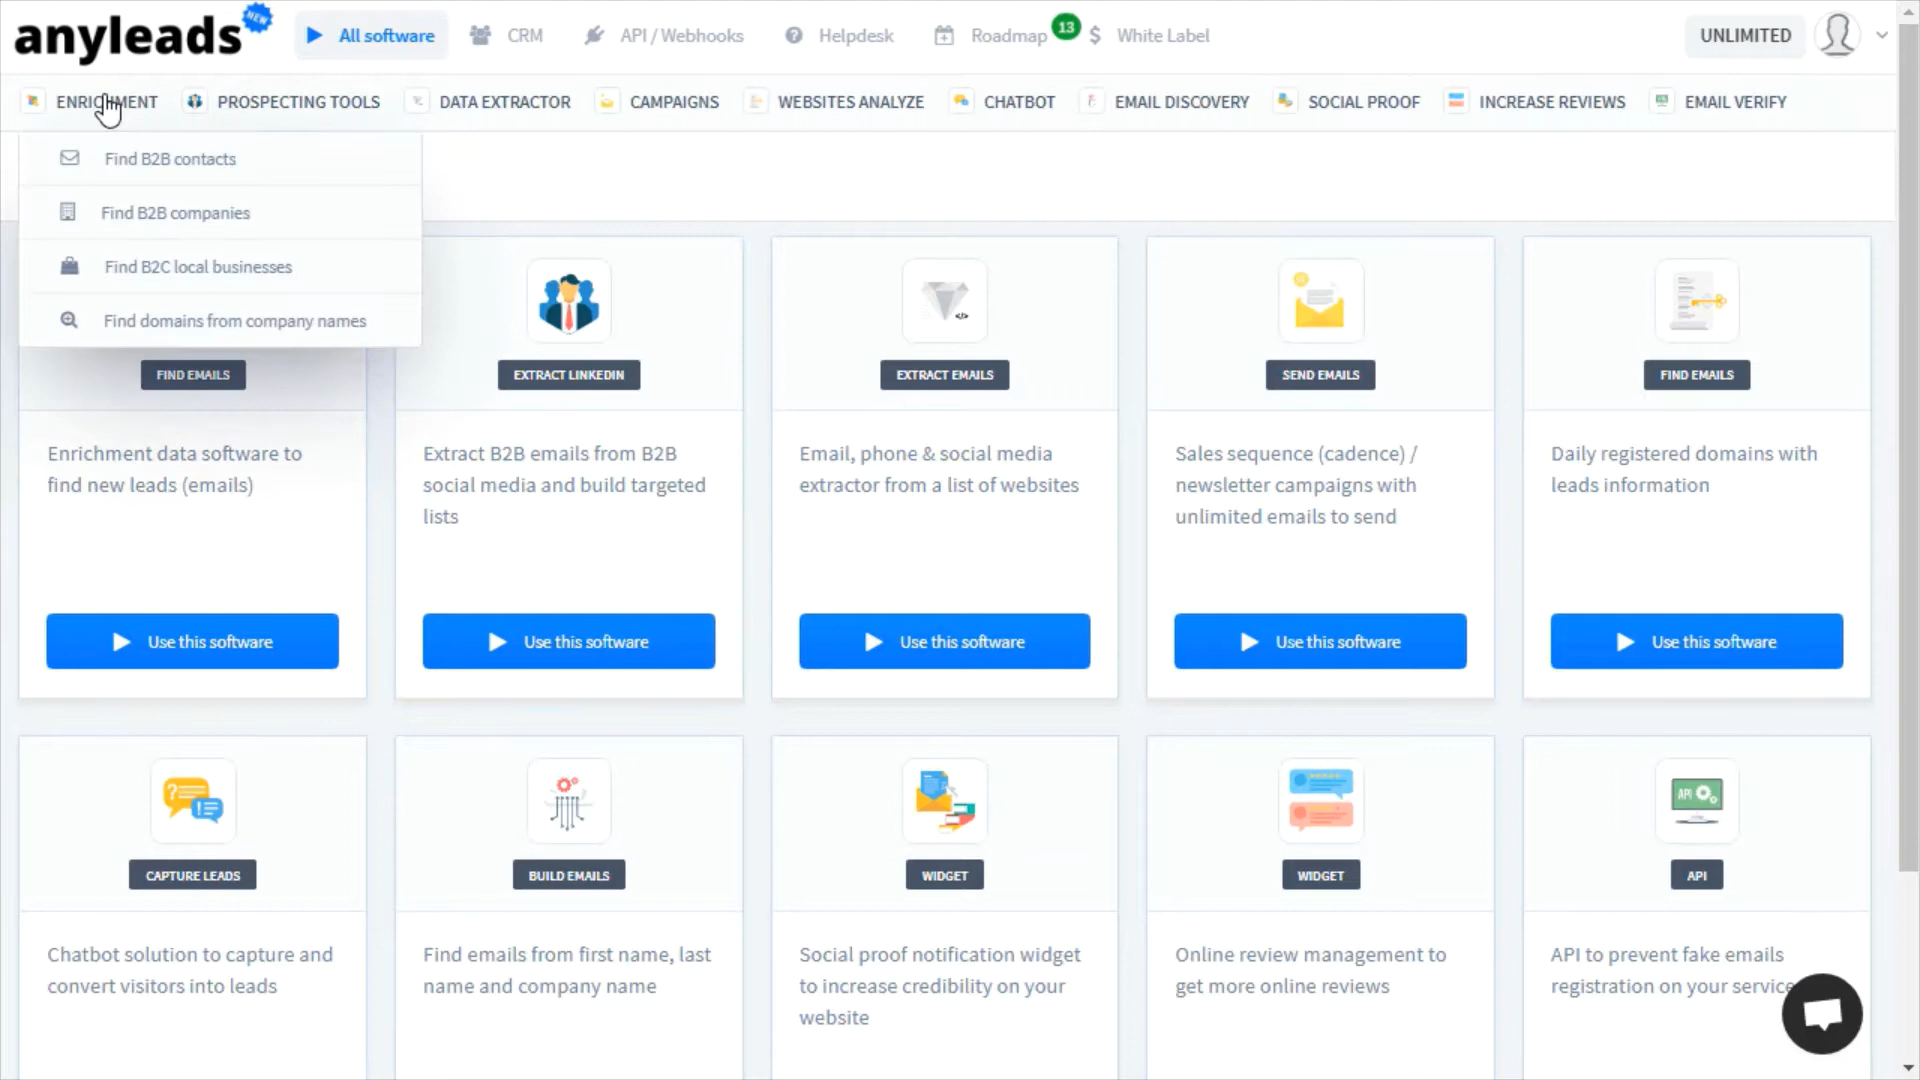 anyleads NEW
All software
CRM
API / Webhooks
Helpdesk
Roadmap 13
White Label
UNLIMITED
ENRICHMENT
PROSPECTING TOOLS
DATA EXTRACTOR
CAMPAIGNS
WEBSITES ANALYZE
CHATBOT
EMAIL DISCOVERY
SOCIAL PROOF
INCREASE REVIEWS
EMAIL VERIFY
Find B2B contacts
Find B2B companies
Find B2C local businesses
Find domains from company names
FIND EMAILS
Enrichment data software to
find new leads (emails)
Use this software
EXTRACT LINKEDIN
Extract B2B emails from B2B
social media and build targeted
lists
Use this software
EXTRACT EMAILS
Email, phone & social media
extractor from a list of websites
Use this software
SEND EMAILS
Sales sequence (cadence) /
newsletter campaigns with
unlimited emails to send
Use this software
FIND EMAILS
Daily registered domains with
leads information
Use this software
CAPTURE LEADS
Chatbot solution to capture and
convert visitors into leads
BUILD EMAILS
Find emails from first name, last
name and company name
WIDGET
Social proof notification widget
to increase credibility on your
website
WIDGET
Online review management to
get more online reviews
API
API
API to prevent fake emails
registration on your service